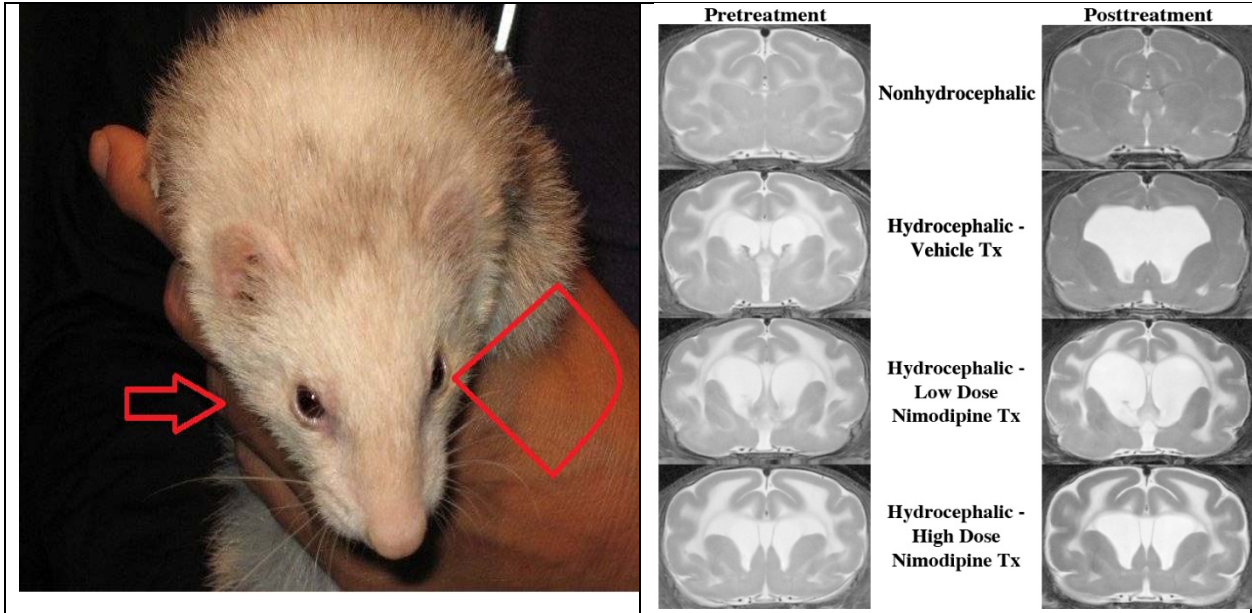 Pretreatment
Posttreatment
Nonhydrocephalic
Hydrocephalic -
Vehicle Tx
Hydrocephalic -
Low Dose
Nimodipine Tx
Hydrocephalic -
High Dose
Nimodipine Tx